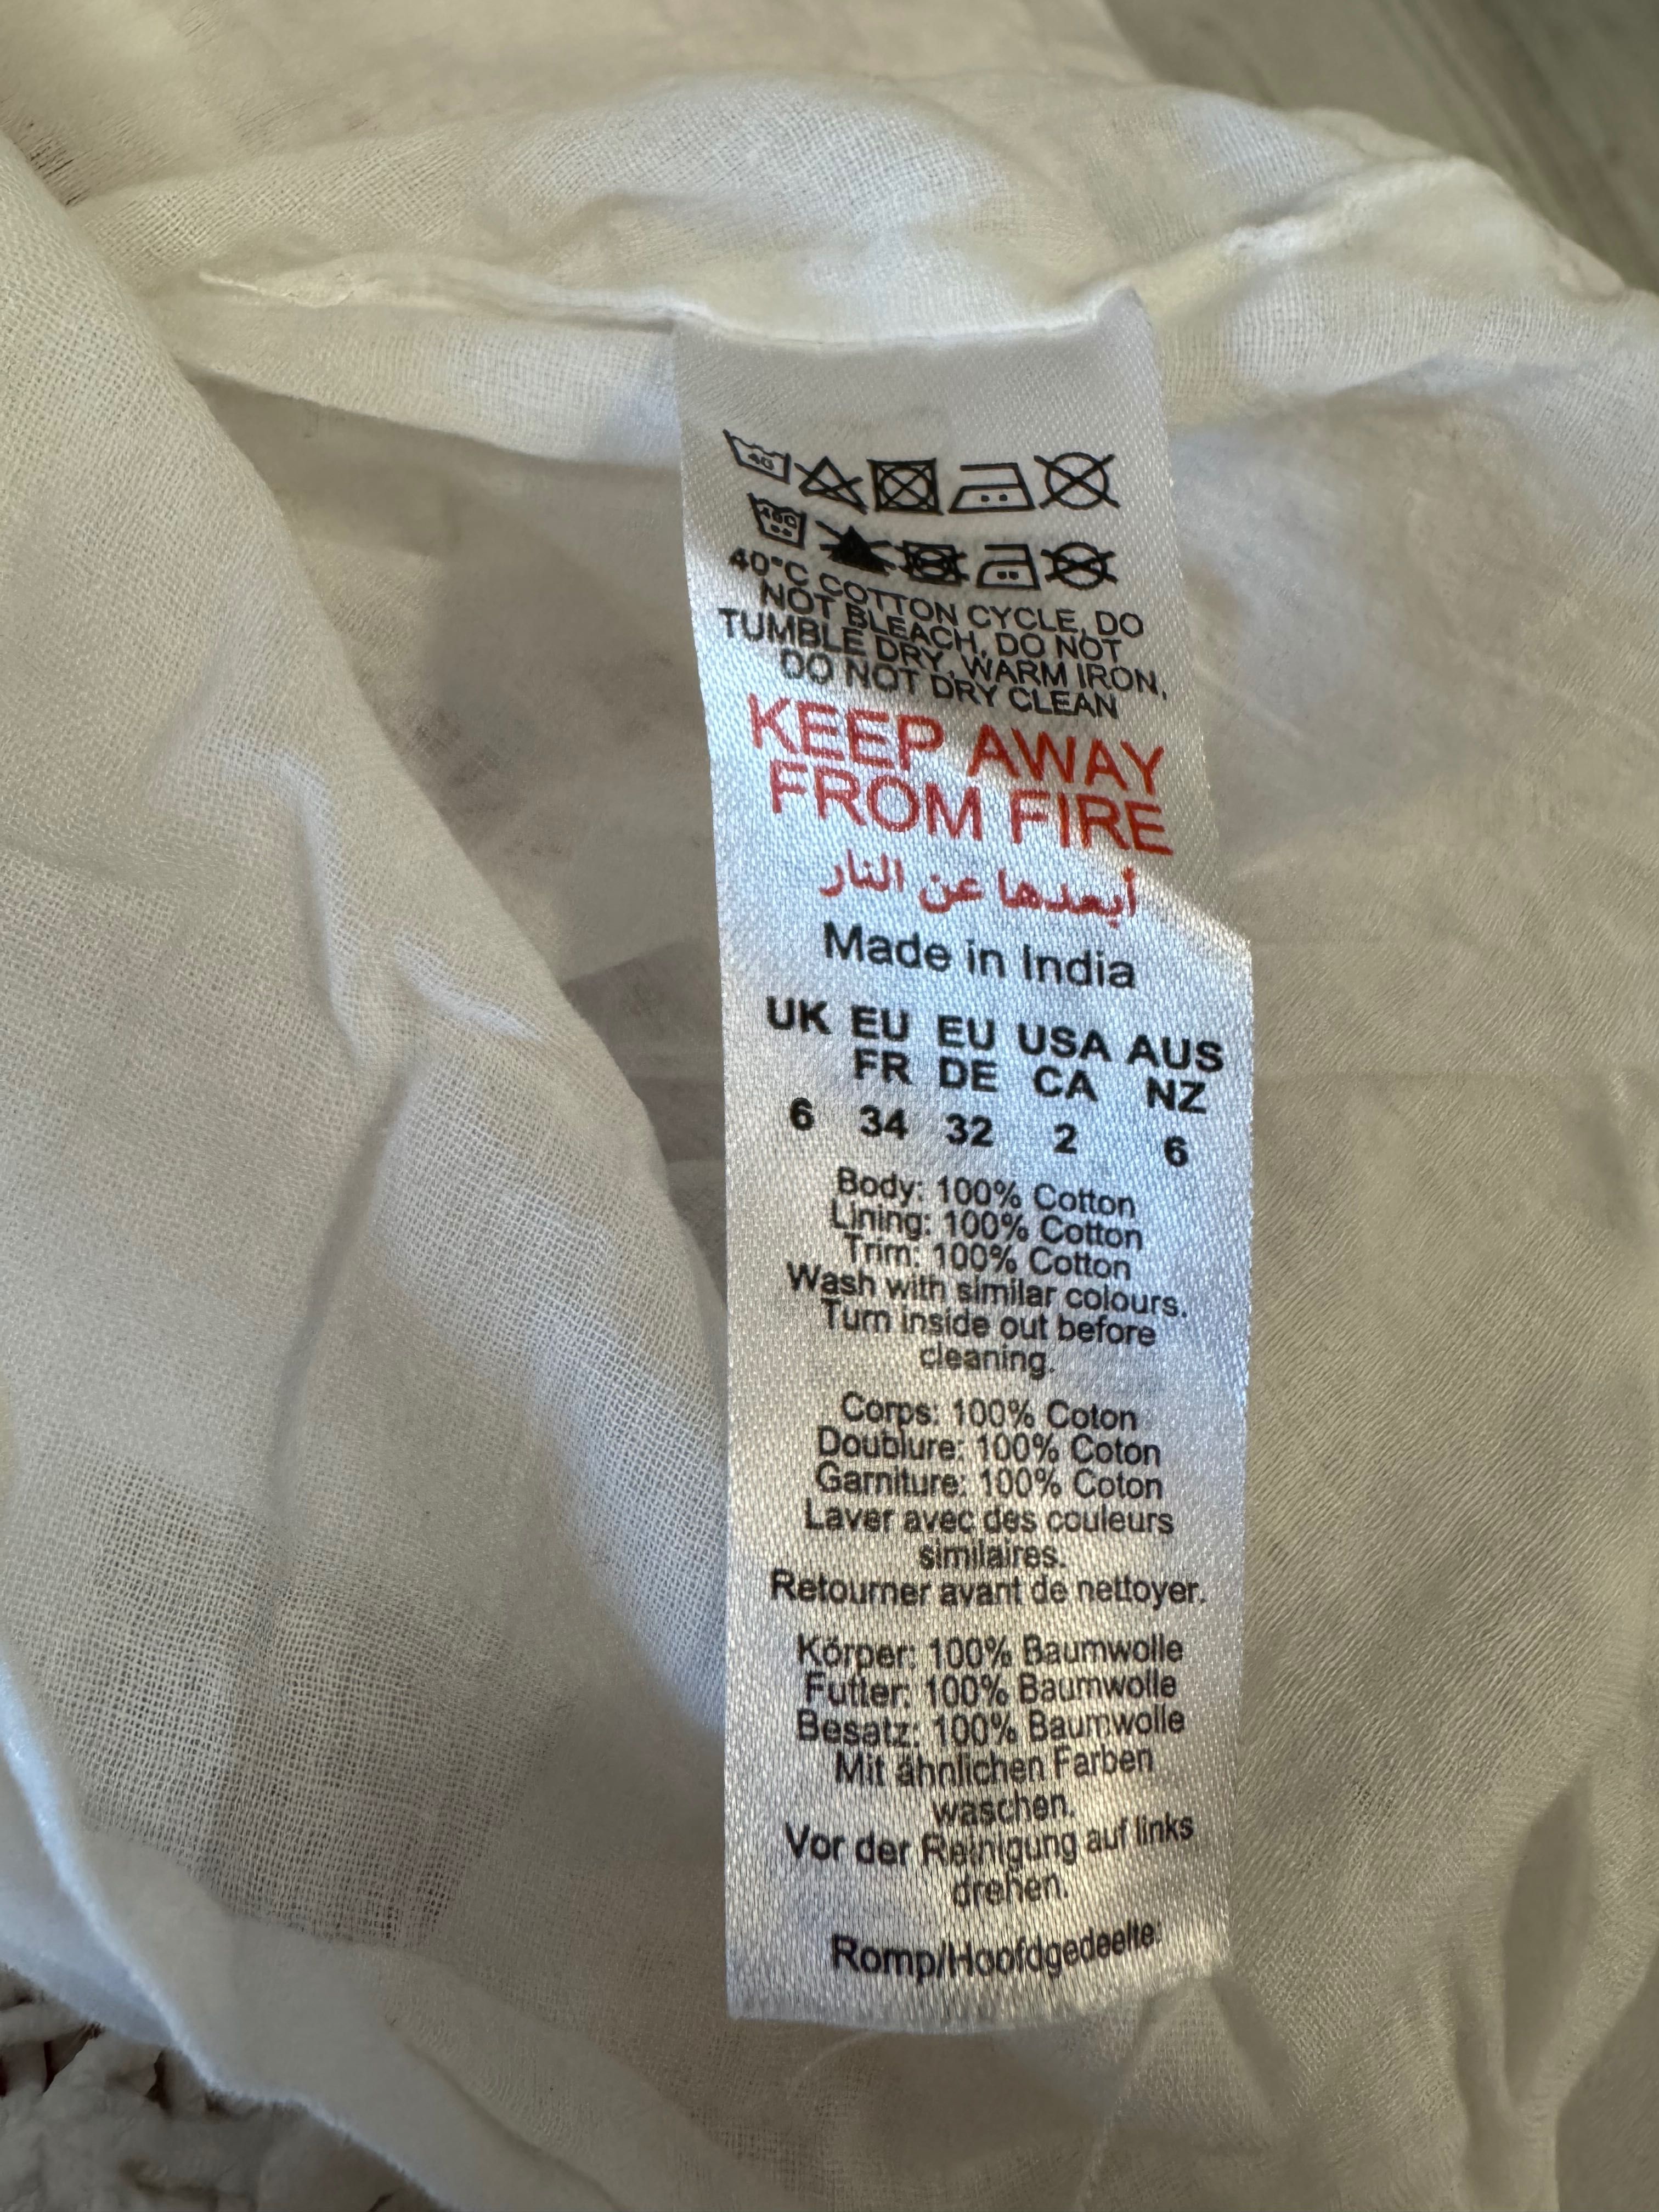 40
40C
40°C COTTON CYCLE, DO
NOT BLEACH, DO NOT
TUMBLE DRY, WARM IRON,
DO NOT DRY CLEAN
KEEP AWAY
FROM FIRE
أبعدها عن النار
Made in India
UK EU EU USA AUS
FR DE CA NZ
6 34 32 2 6
Body: 100% Cotton
Lining: 100% Cotton
Trim: 100% Cotton
Wash with similar colours.
Turn inside out before
cleaning.
Corps: 100% Coton
Doublure: 100% Coton
Garniture: 100% Coton
Laver avec des couleurs
similaires.
Retourner avant de nettoyer.
Körper: 100% Baumwolle
Futter: 100% Baumwolle
Besatz: 100% Baumwolle
Mit ähnlichen Farben
waschen.
Vor der Reinigung auf links
drehen.
Romp/Hoofdgedeelte: